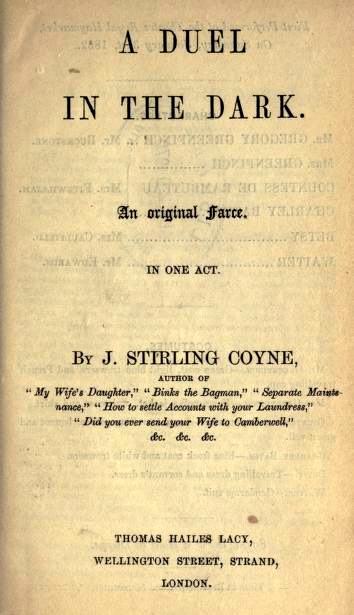 A DUEL
IN THE DARK.
An original Farce.
IN ONE ACT.
BY J. STIRLING COYNE,
AUTHOR OF
" My Wife's Daughter," " Binks the Bagman," " Separate Mainte-
nance," " How to settle Accounts with your Laundress,"
" Did you ever send your Wife to Camberwell,"
&c. &c. &c.
THOMAS HAILES LACY,
WELLINGTON STREET, STRAND,
LONDON.